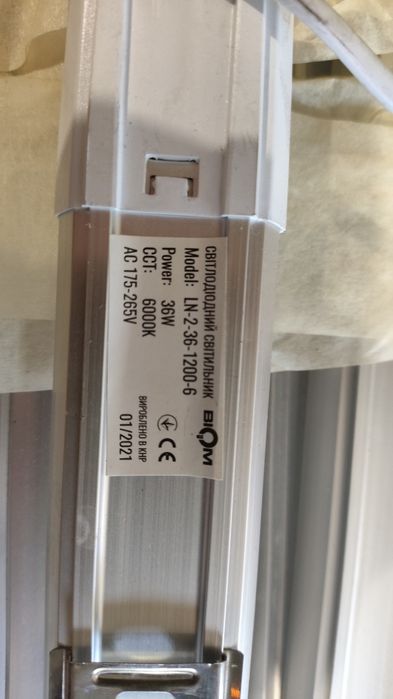 СВІТЛОДІОДНИЙ СВІТИЛЬНИК
BIOM
Model: LN-2-36-1200-6
Power: 36W
CCT: 6000K
AC 175-265V
CE
ВИРОБЛЕНО В КНР
01/2021